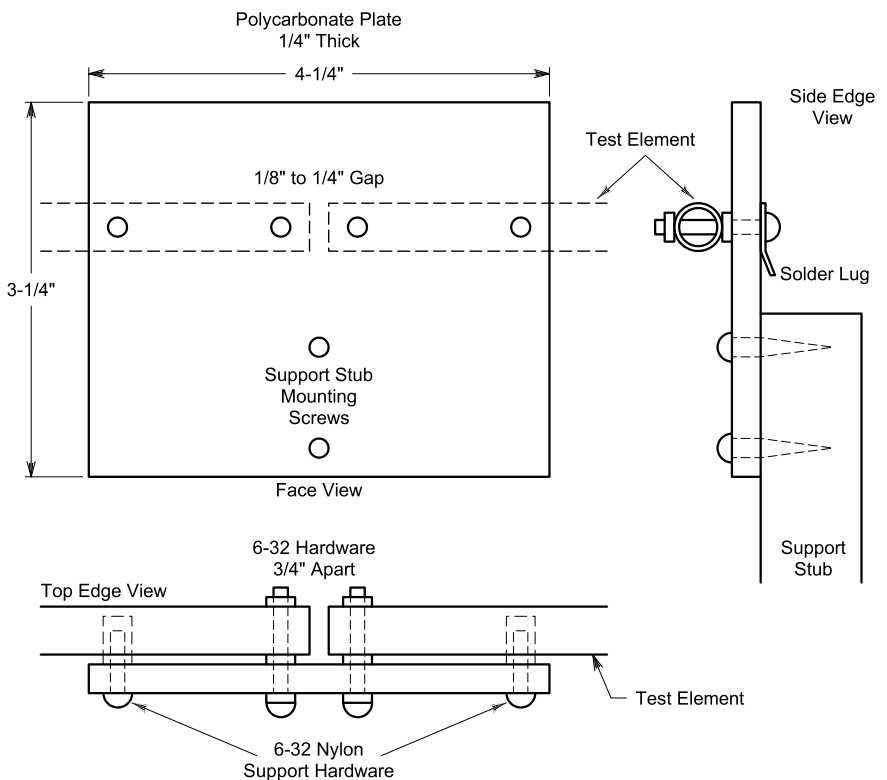 Polycarbonate Plate
1/4" Thick
4-1/4"
Side Edge
View
Test Element
1/8" to 1/4" Gap
3-1/4"
Solder Lug
Support Stub
Mounting
Screws
Face View
6-32 Hardware
3/4" Apart
Support
Stub
Top Edge View
Test Element
6-32 Nylon
Support Hardware